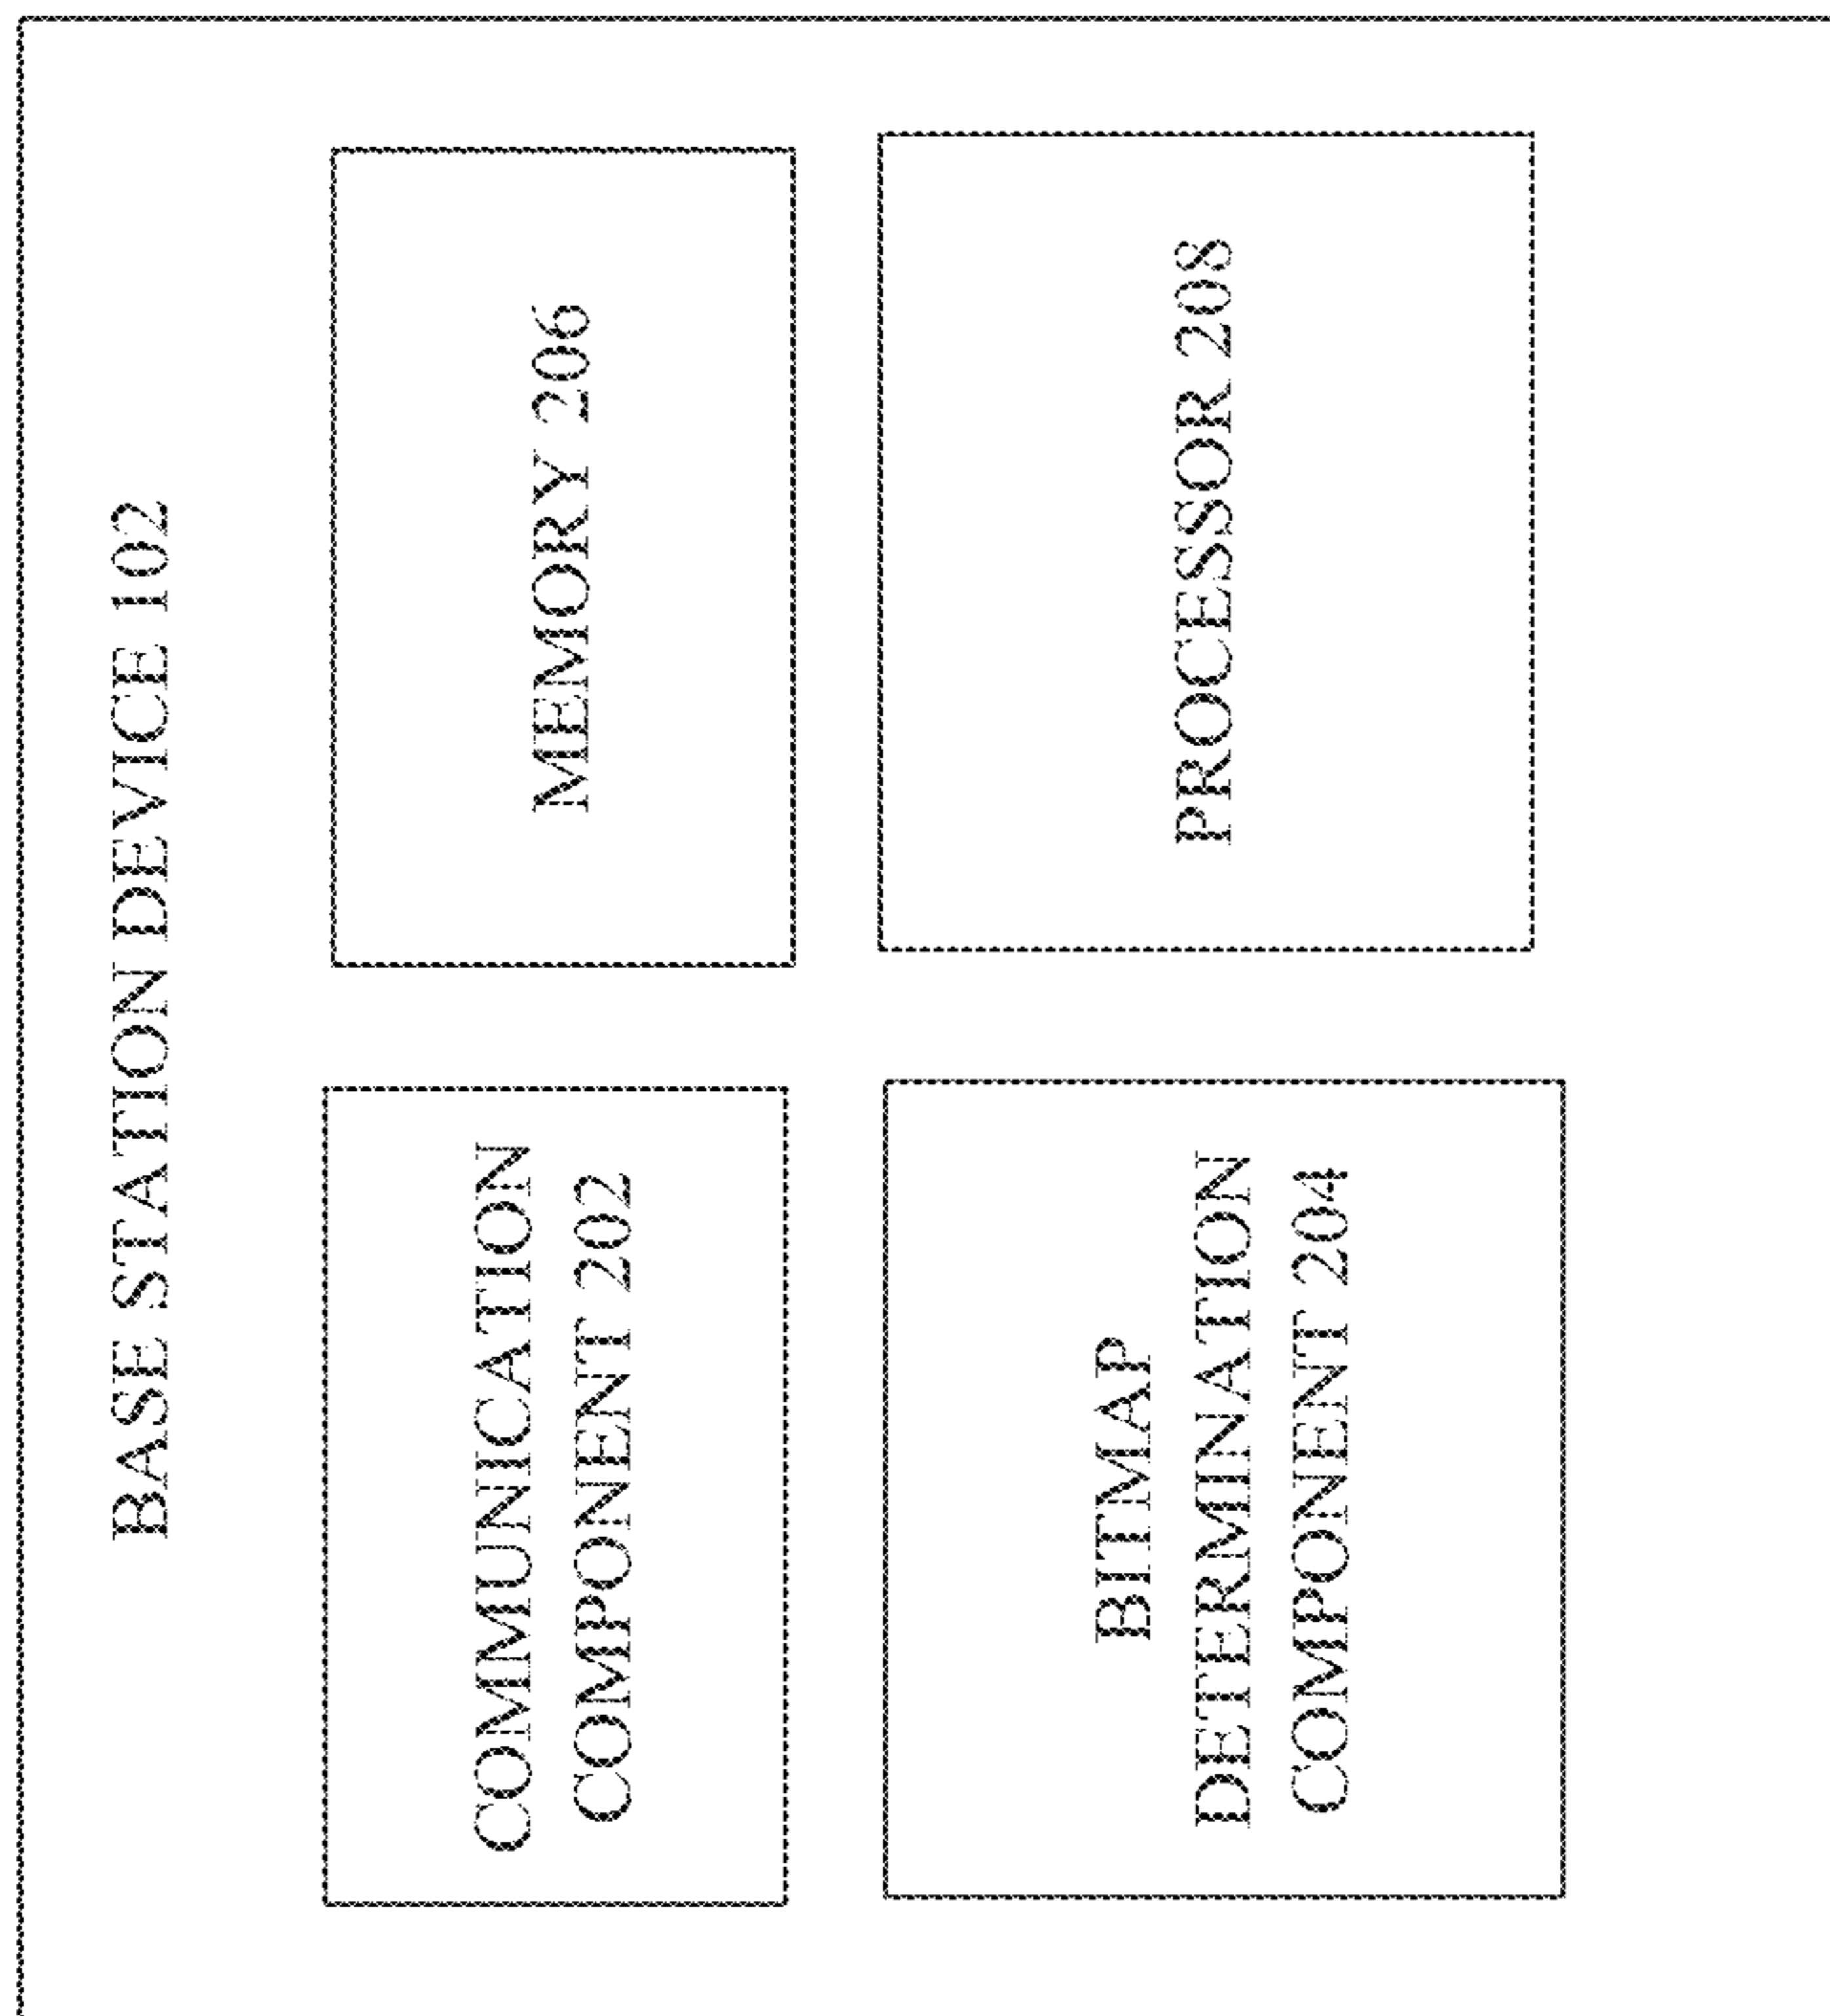 BASE STATION DEVICE 102
COMMUNICATION
COMPONENT 202
MEMORY 206
BITMAP
DETERMINATION
COMPONENT 204
PROCESSOR 208